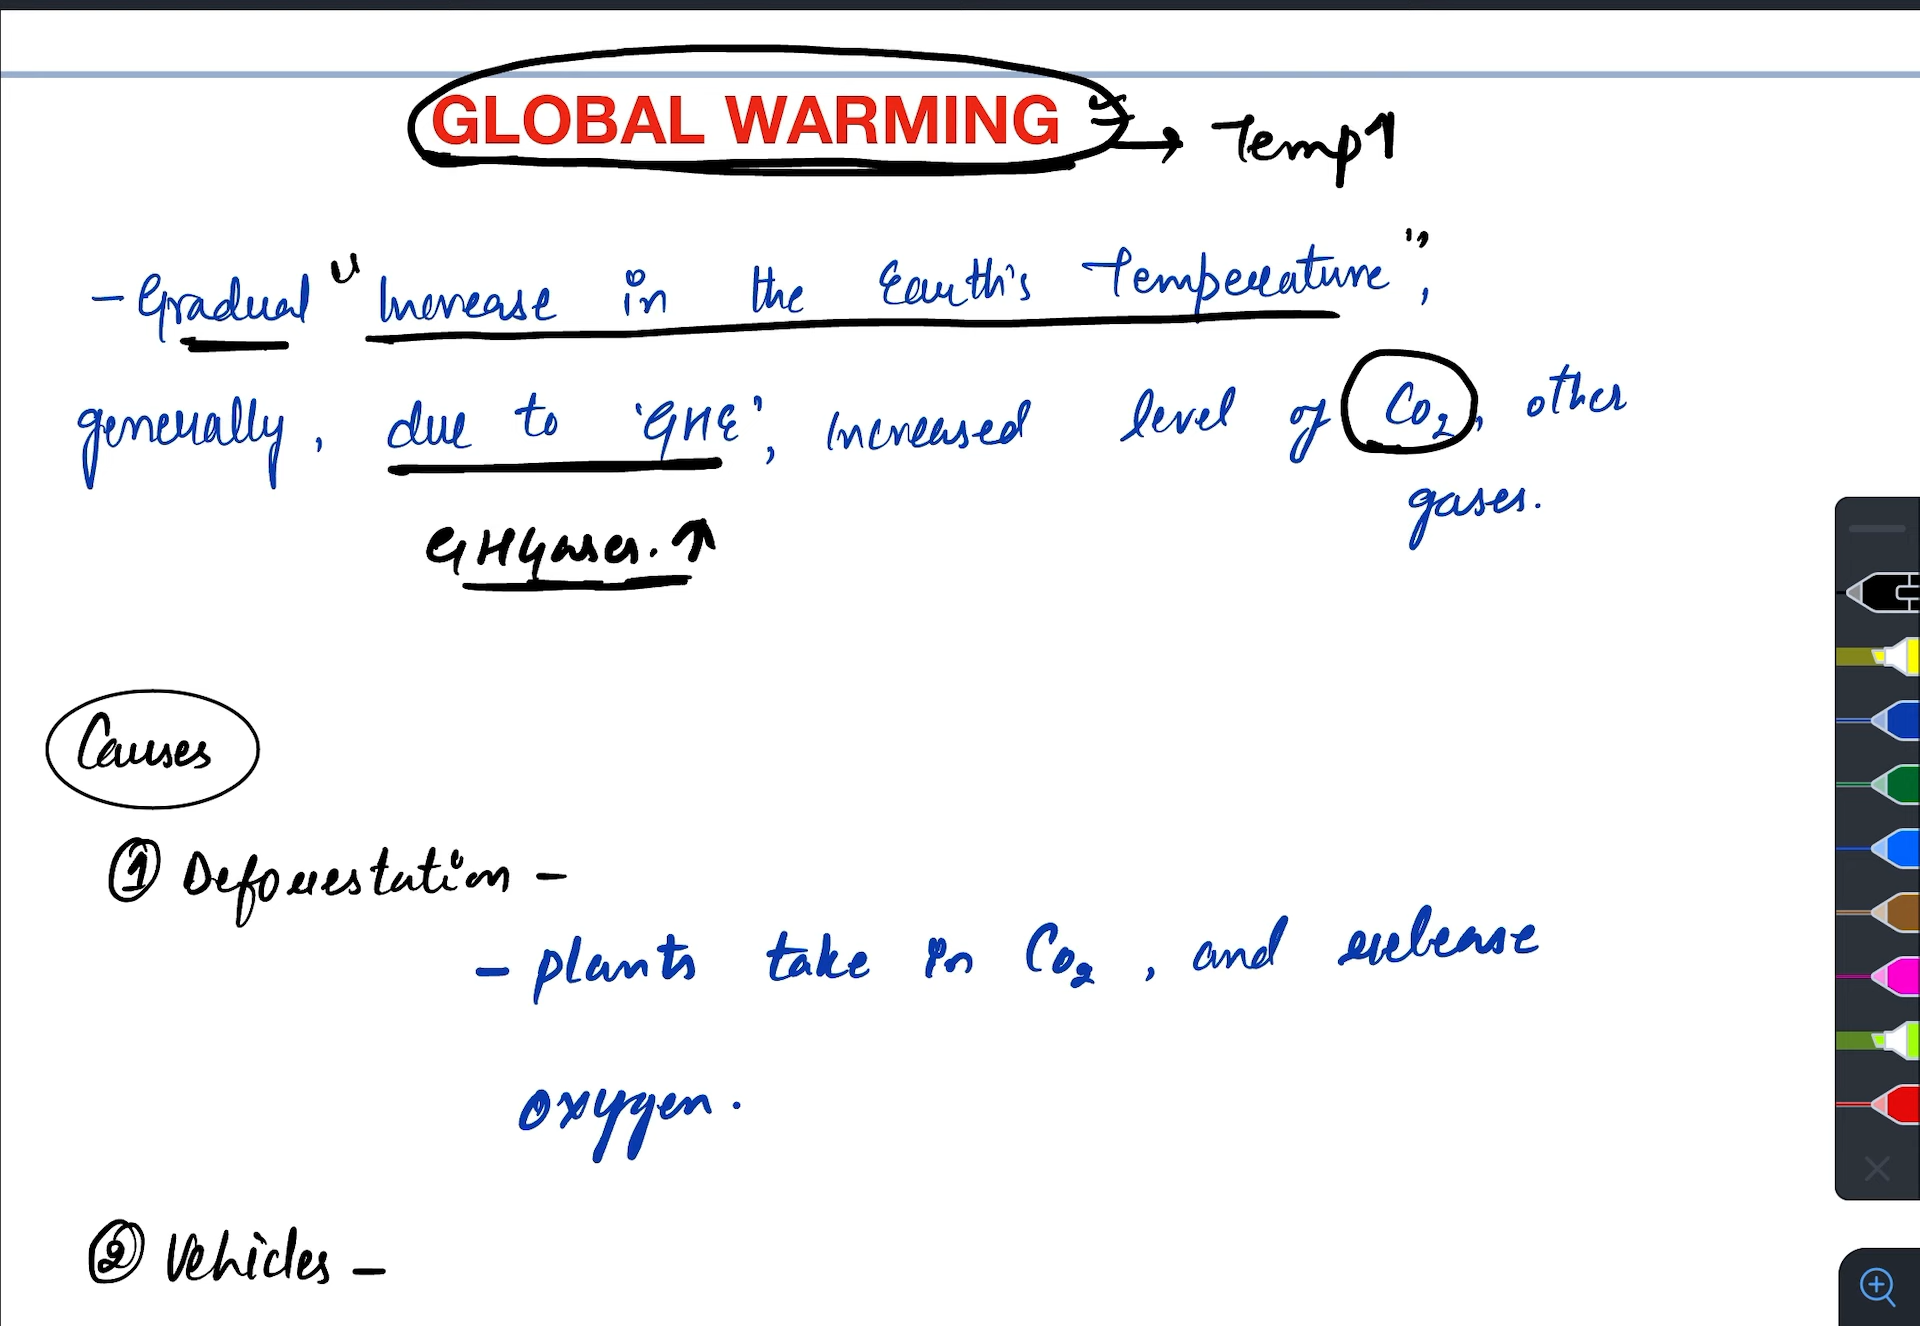 GLOBAL WARMING → Temp↑
- Gradual "Increase in the Earth's Temperature",
generally, due to 'GHE', increased level of CO2, other
gases.
GHGases. ↑
Causes
① Deforestation -
- plants take in CO2, and release
oxygen.
② Vehicles -